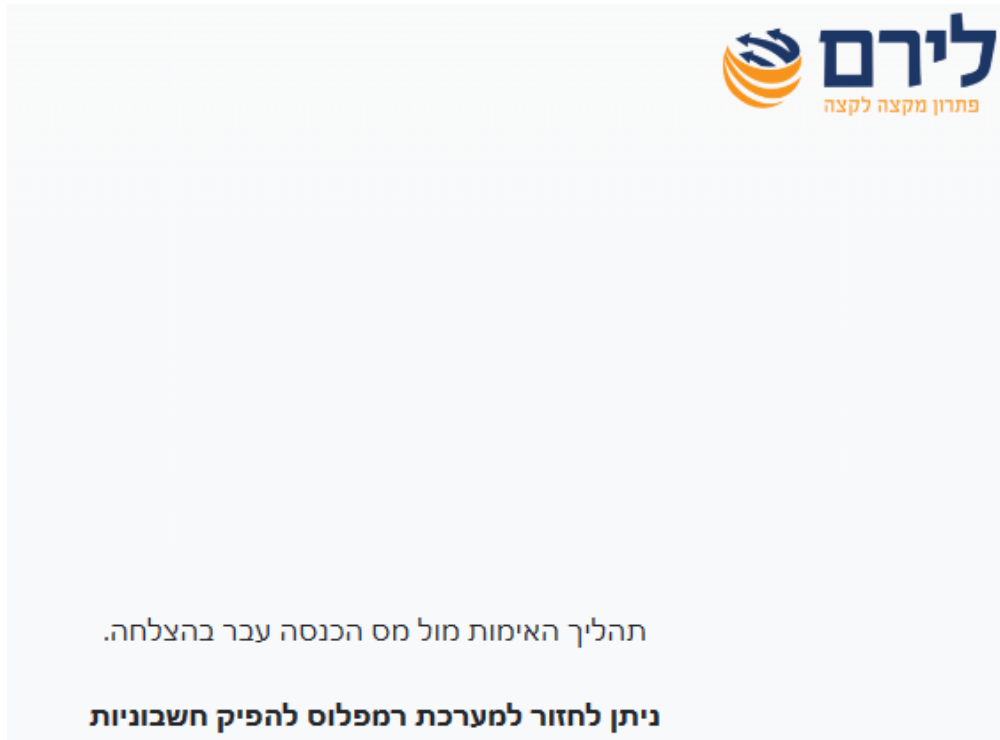 לירם
פתרון מקצה לקצה
תהליך האימות מול מס הכנסה עבר בהצלחה.
ניתן לחזור למערכת רמפלוס להפיק חשבוניות